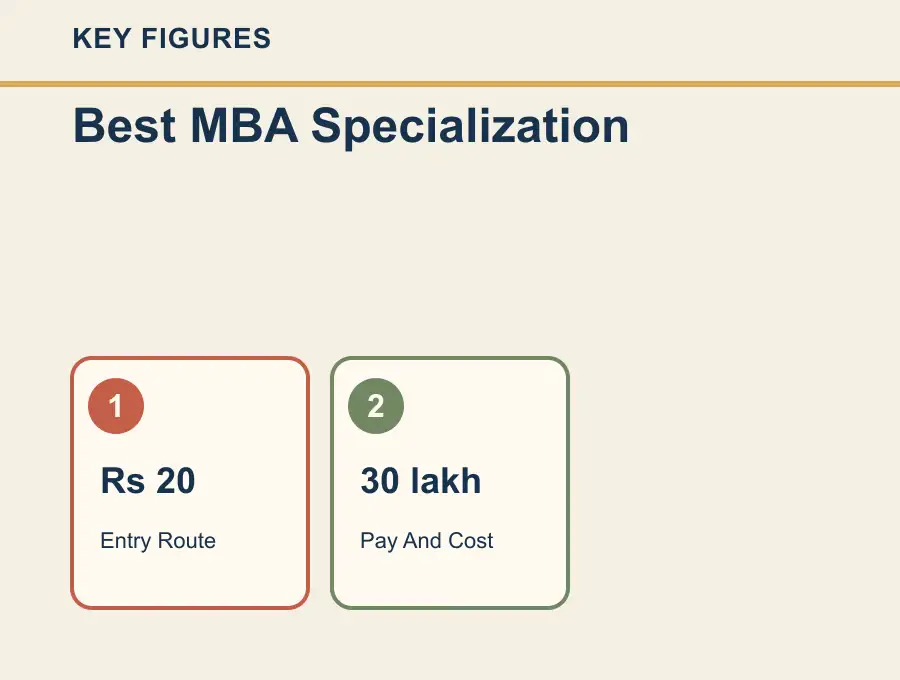 KEY FIGURES
Best MBA Specialization
1
Rs 20
Entry Route
2
30 lakh
Pay And Cost